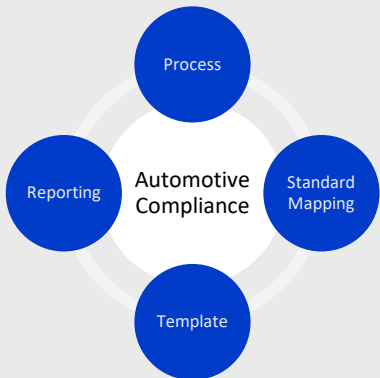 Process
Reporting
Automotive
Compliance
Standard
Mapping
Template